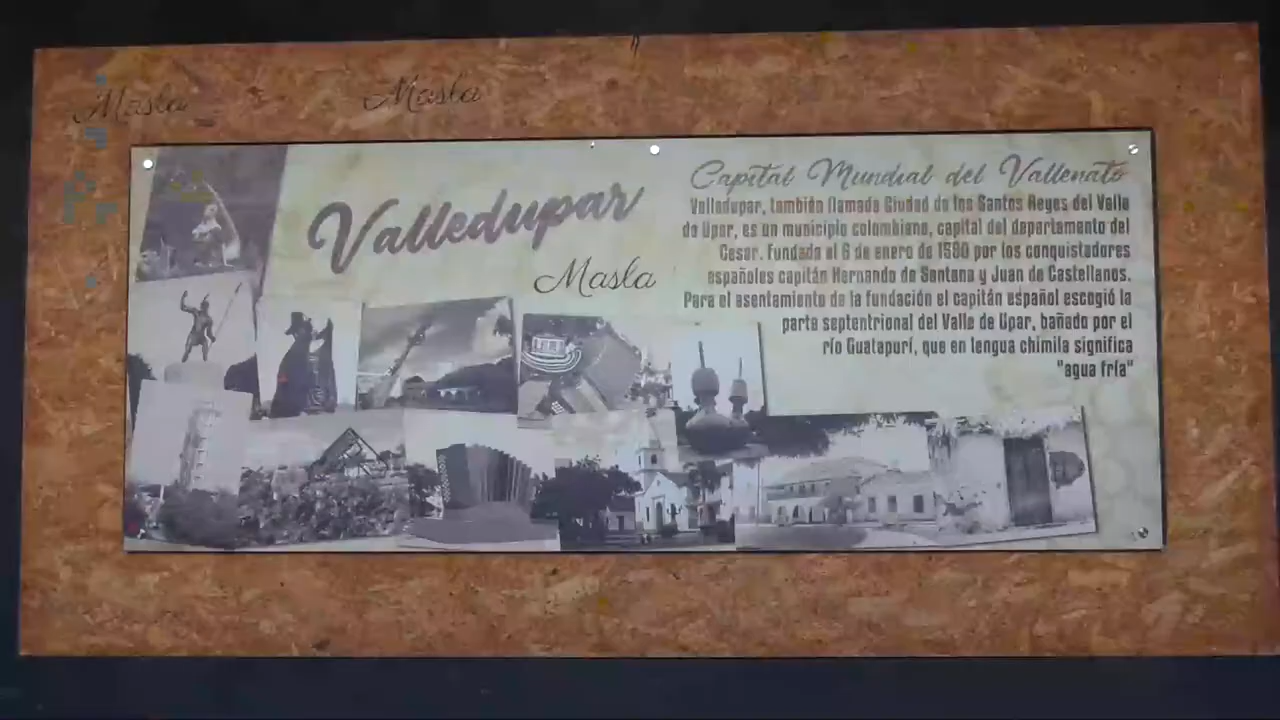 Masla
Masla
Valledupar
Masla
Capital Mundial del Vallenato
Valledupar, también llamada Ciudad de los Santos Reyes del Valle
de Upar, es un municipio colombiano, capital del departamento del
Cesar. Fundada el 6 de enero de 1590 por los conquistadores
españoles capitán Hernando de Santana y Juan de Castellanos.
Para el asentamiento de la fundación el capitán español escogió la
parte septentrional del Valle de Upar, bañado por el
río Guatapurí, que en lengua chimila significa
"agua fría"